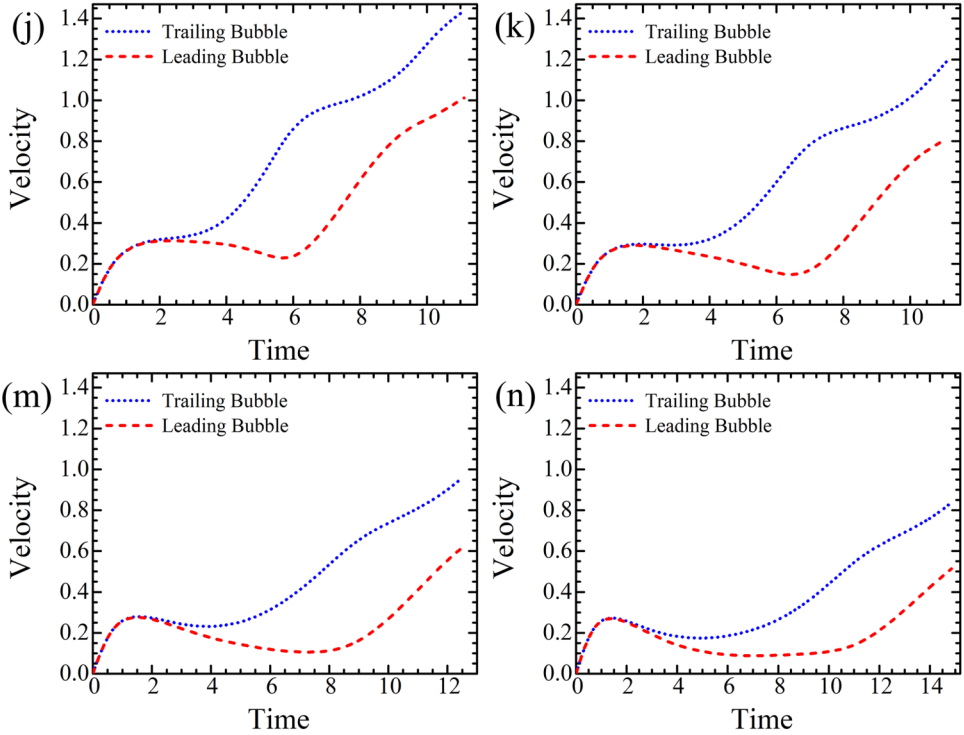 (j)
1.4
1.2
1.0
0.8
0.6
0.4
0.2
0.0
Velocity
Trailing Bubble
Leading Bubble
0 2 4 6 8 10
Time
(k)
1.4
1.2
1.0
0.8
0.6
0.4
0.2
0.0
Velocity
Trailing Bubble
Leading Bubble
0 2 4 6 8 10
Time
(m)
1.4
1.2
1.0
0.8
0.6
0.4
0.2
0.0
Velocity
Trailing Bubble
Leading Bubble
0 2 4 6 8 10 12
Time
(n)
1.4
1.2
1.0
0.8
0.6
0.4
0.2
0.0
Velocity
Trailing Bubble
Leading Bubble
0 2 4 6 8 10 12 14
Time